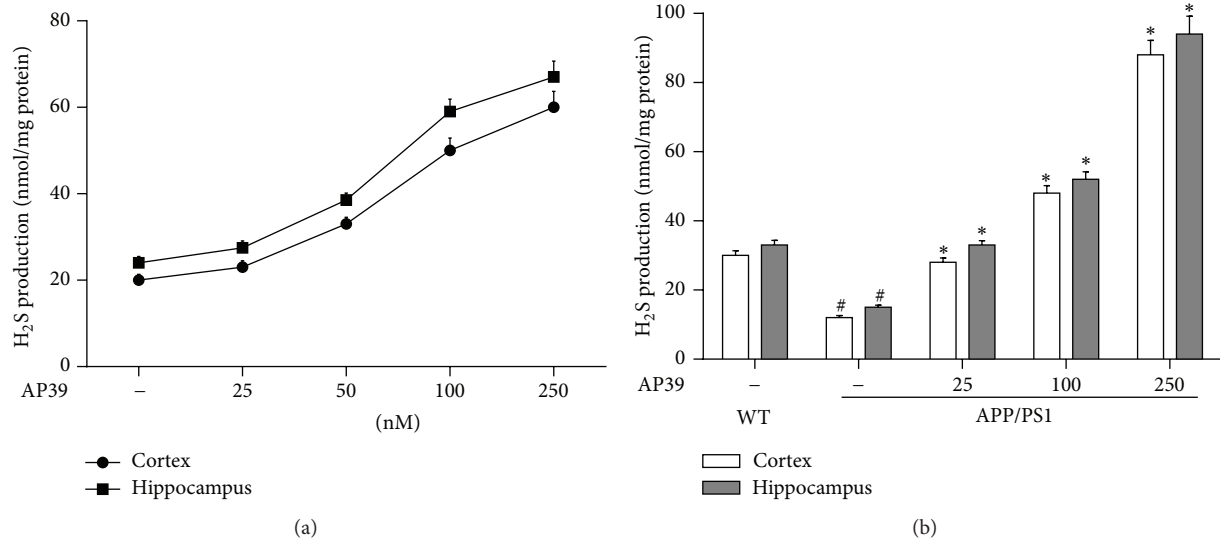 H2S production (nmol/mg protein)
80
60
40
20
0
AP39
– 25 50 100 250
(nM)
Cortex
Hippocampus
(a)
H2S production (nmol/mg protein)
100
80
60
40
20
0
# # * * * * * *
AP39
– – 25 100 250
WT APP/PS1
Cortex
Hippocampus
(b)